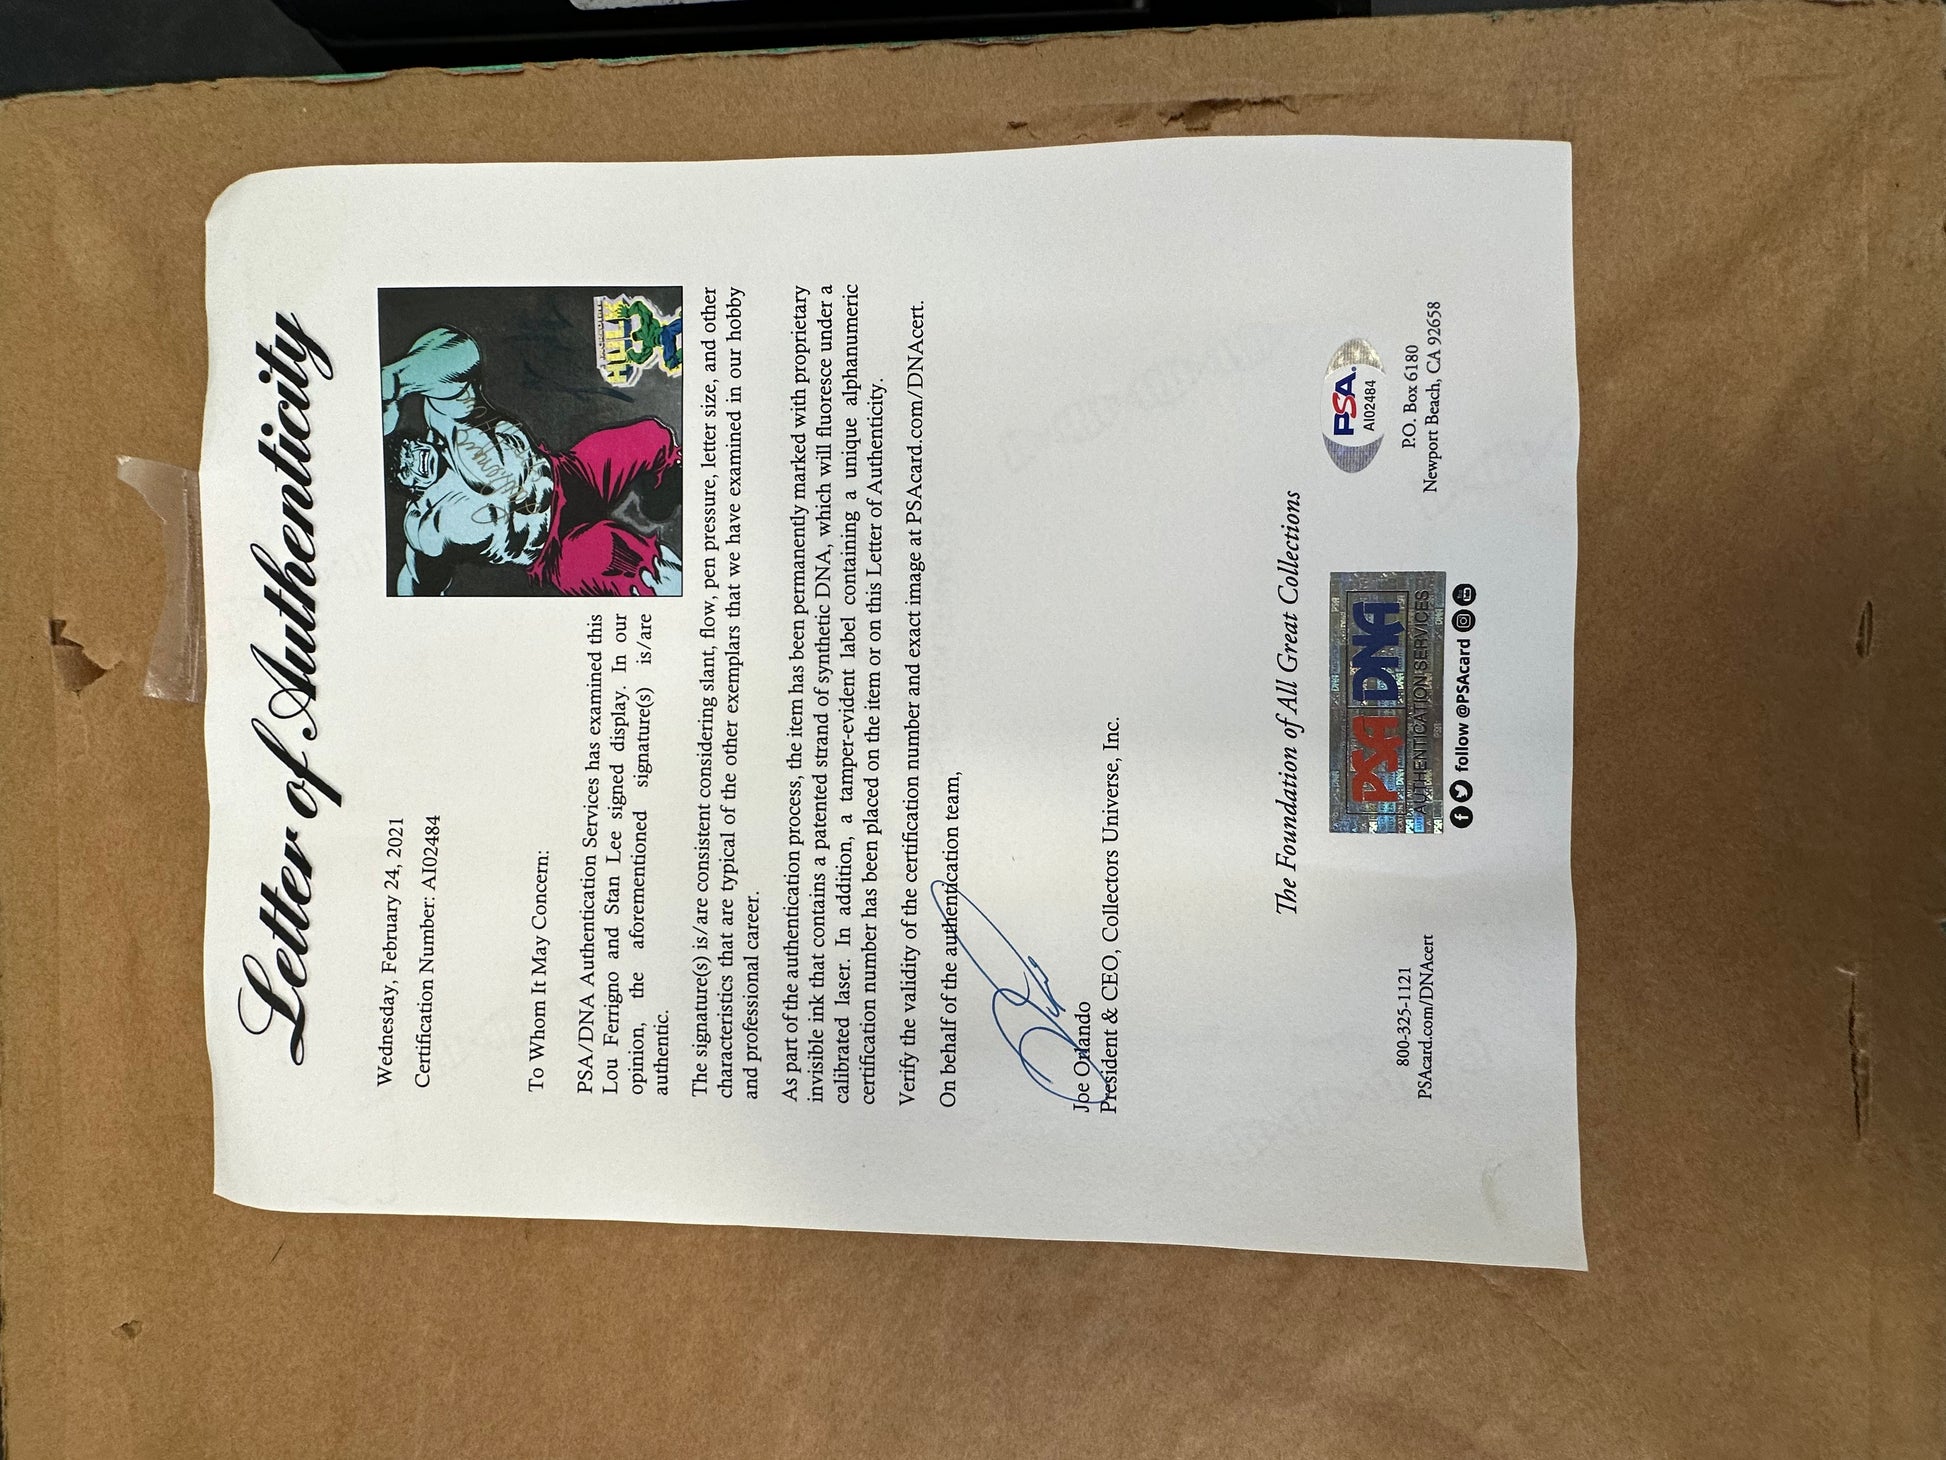 Letter of Authenticity
Wednesday, February 24, 2021
Certification Number: AI02484
HULK
To Whom It May Concern:
PSA/DNA Authentication Services has examined this
Lou Ferrigno and Stan Lee signed display. In our
opinion, the aforementioned signature(s) is/are
authentic.
The signature(s) is/are consistent considering slant, flow, pen pressure, letter size, and other
characteristics that are typical of the other exemplars that we have examined in our hobby
and professional career.
As part of the authentication process, the item has been permanently marked with proprietary
invisible ink that contains a patented strand of synthetic DNA, which will fluoresce under a
calibrated laser. In addition, a tamper-evident label containing a unique alphanumeric
certification number has been placed on the item or on this Letter of Authenticity.
Verify the validity of the certification number and exact image at PSAcard.com/DNAcert.
On behalf of the authentication team,
Joe Orlando
President & CEO, Collectors Universe, Inc.
The Foundation of All Great Collections
800-325-1121
PSAcard.com/DNAcert
PSA DNA
AUTHENTICATION SERVICES
follow @PSAcard
PSA
AI02484
P.O. Box 6180
Newport Beach, CA 92658